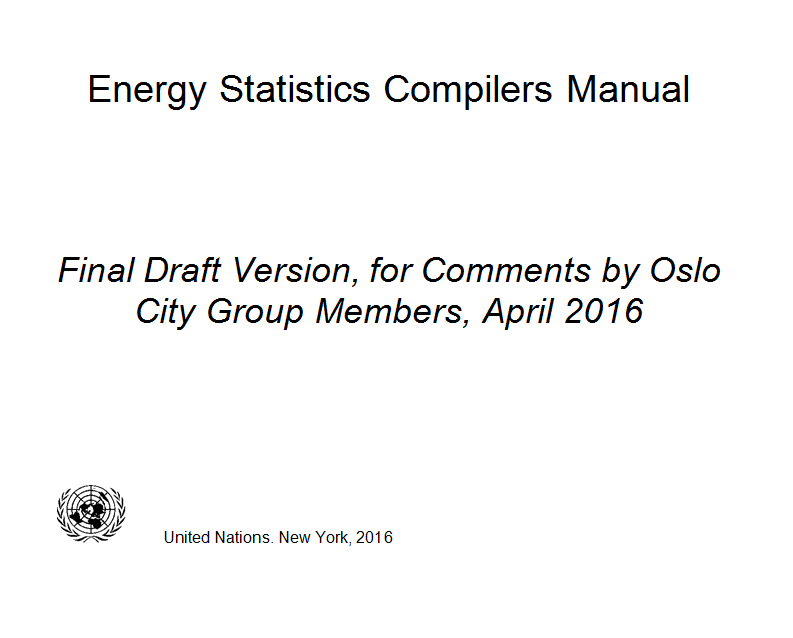 Energy Statistics Compilers Manual
Final Draft Version, for Comments by Oslo
City Group Members, April 2016
United Nations. New York, 2016